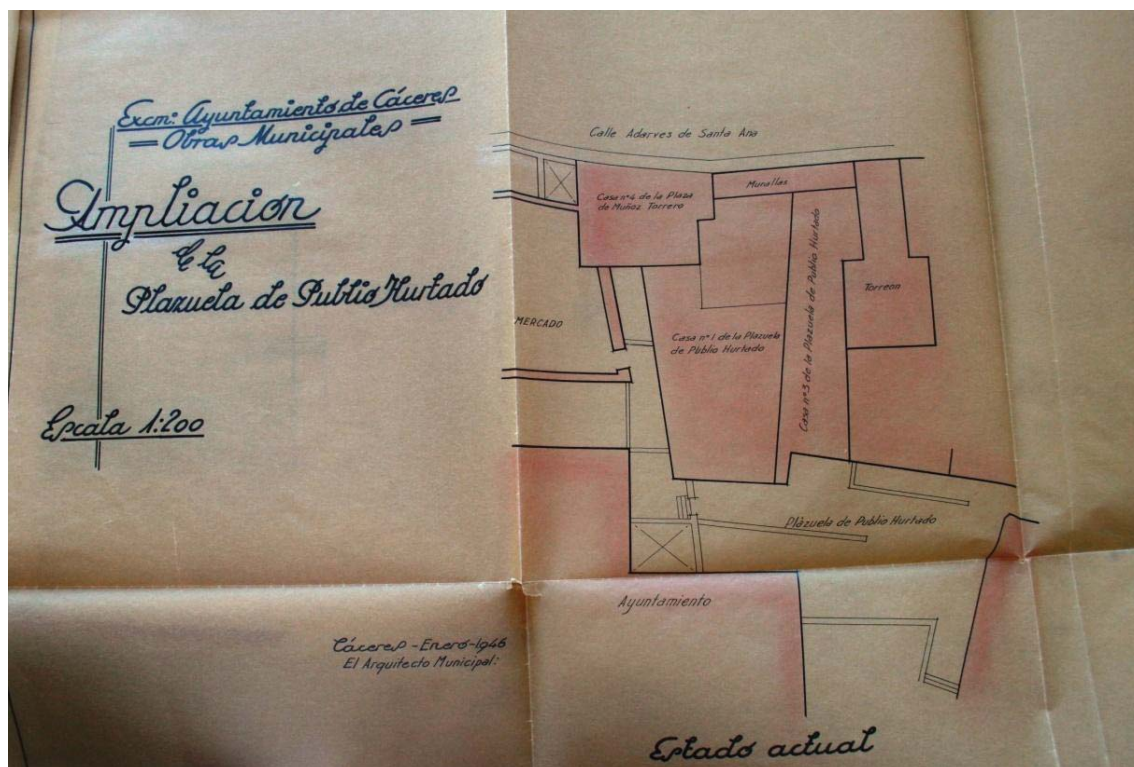 Excmº Ayuntamiento de Cáceres
Obras Municipales
Ampliación
de la
Plazuela de Publio Hurtado
Escala 1:200
Cáceres - Enero - 1946
El Arquitecto Municipal:
Calle Adarves de Santa Ana
Casa nº 4 de la Plaza
de Muñoz Torrero
Murallas
MERCADO
Casa nº 1 de la Plazuela
de Publio Hurtado
Casa nº 3 de la Plazuela de Publio Hurtado
Torreón
Plazuela de Publio Hurtado
Ayuntamiento
Estado actual